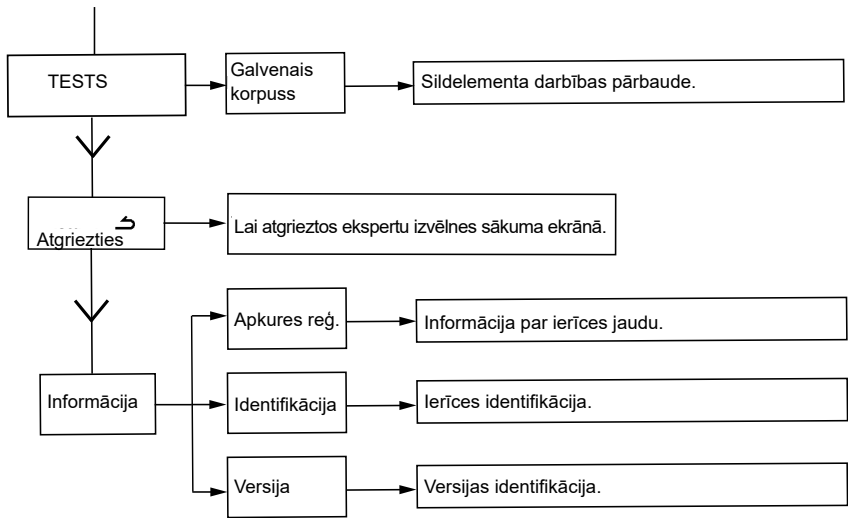 TESTS
Galvenais
korpuss
Sildelementa darbības pārbaude.
Atgriezties
Lai atgrieztos ekspertu izvēlnes sākuma ekrānā.
Apkures reģ.
Informācija par ierīces jaudu.
Informācija
Identifikācija
Ierīces identifikācija.
Versija
Versijas identifikācija.